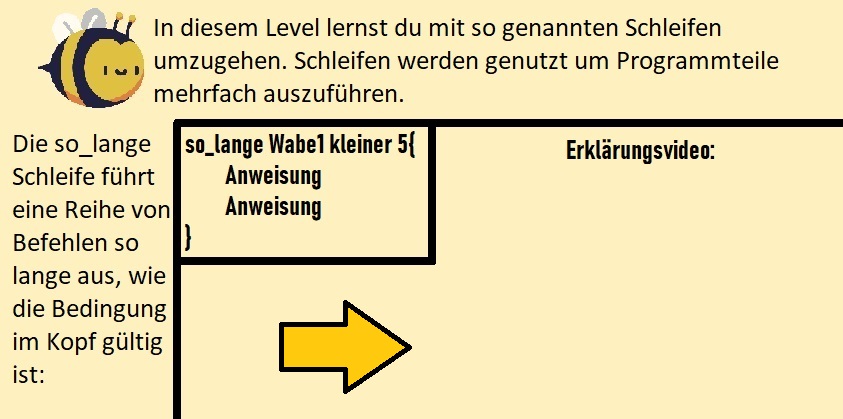 In diesem Level lernst du mit so genannten Schleifen
umzugehen. Schleifen werden genutzt um Programmteile
mehrfach auszuführen.
Die so_lange
Schleife führt
eine Reihe von
Befehlen so
lange aus, wie
die Bedingung
im Kopf gültig
ist:
so_lange Wabe1 kleiner 5{
Anweisung
Anweisung
}
Erklärungsvideo: